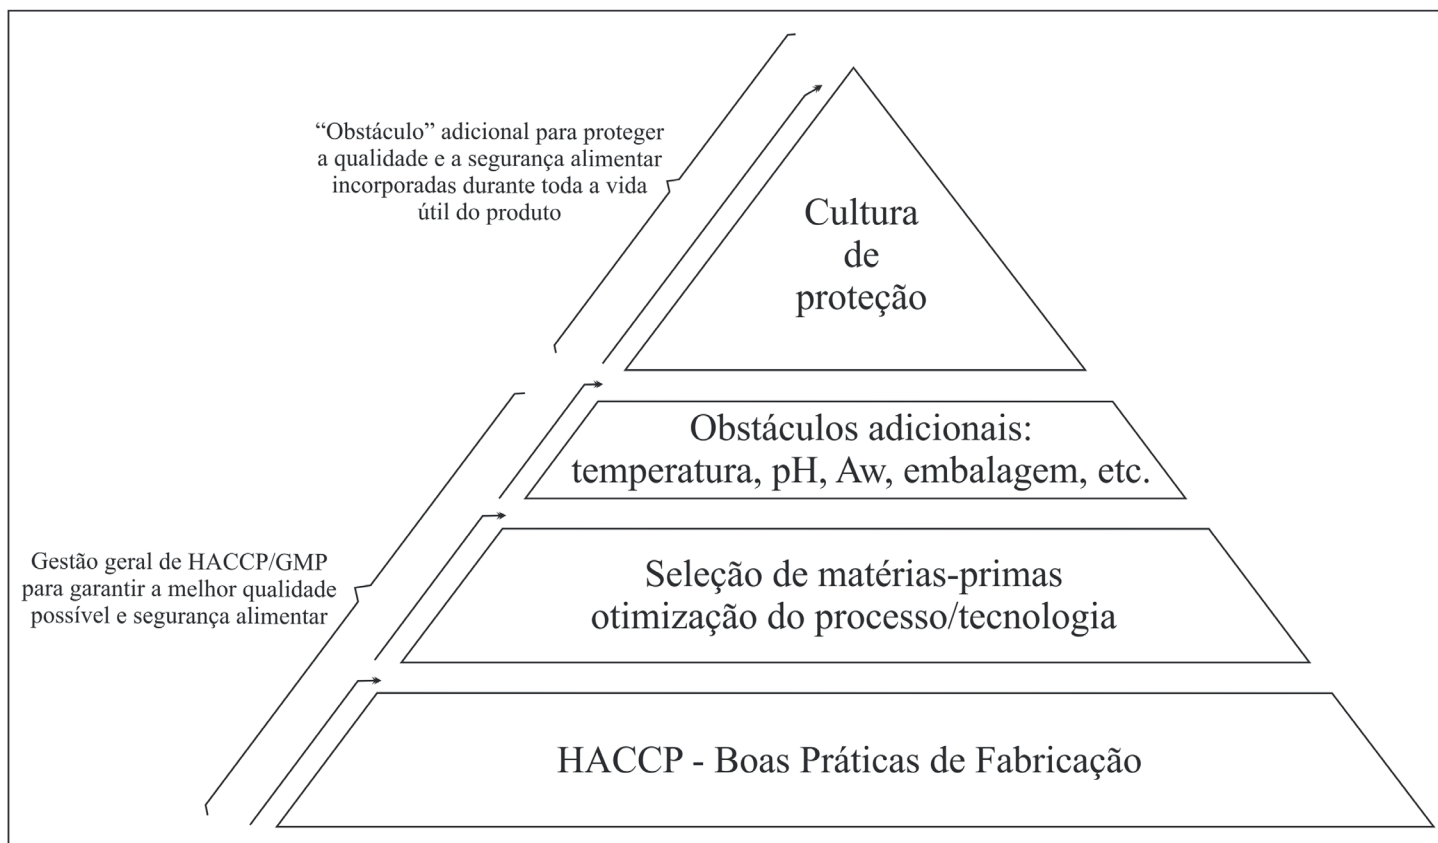 “Obstáculo” adicional para proteger
a qualidade e a segurança alimentar
incorporadas durante toda a vida
útil do produto
Cultura
de
proteção
Obstáculos adicionais:
temperatura, pH, Aw, embalagem, etc.
Gestão geral de HACCP/GMP
para garantir a melhor qualidade
possível e segurança alimentar
Seleção de matérias-primas
otimização do processo/tecnologia
HACCP - Boas Práticas de Fabricação